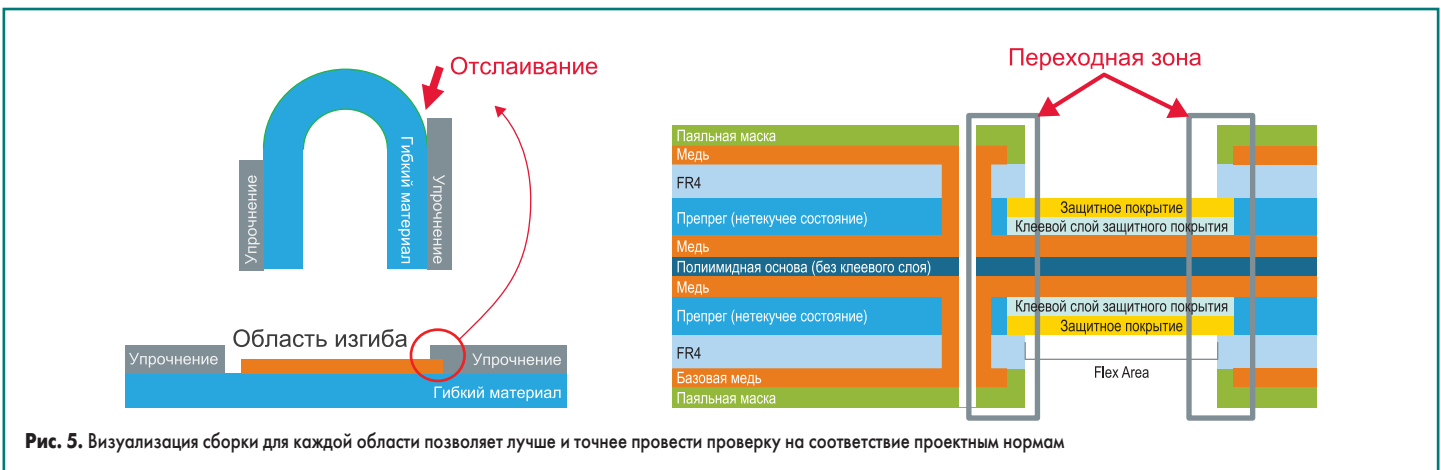 Отслаивание
Гибкий материал
Упрочнение
Упрочнение
Область изгиба
Упрочнение
Упрочнение
Гибкий материал
Переходная зона
Паяльная маска
Медь
FR4
Препрег (нетекучее состояние)
Медь
Полиимидная основа (без клеевого слоя)
Медь
Препрег (нетекучее состояние)
FR4
Базовая медь
Паяльная маска
Защитное покрытие
Клеевой слой защитного покрытия
Клеевой слой защитного покрытия
Защитное покрытие
Flex Area
Рис. 5. Визуализация сборки для каждой области позволяет лучше и точнее провести проверку на соответствие проектным нормам